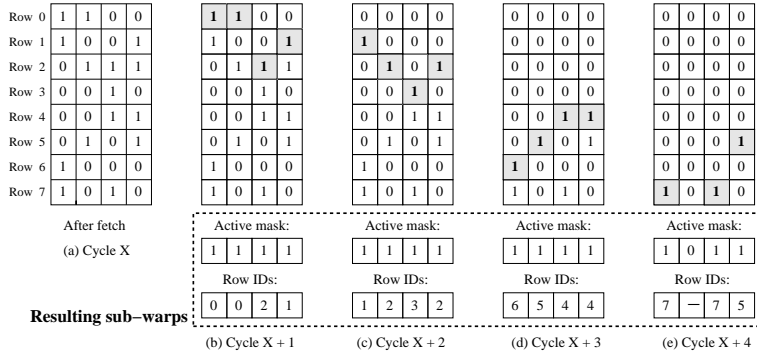 Row 0 1 1 0 0 1 1 0 0 0 0 0 0 0 0 0 0 0 0 0 0
Row 1 1 0 0 1 1 0 0 1 1 0 0 0 0 0 0 0 0 0 0 0
Row 2 0 1 1 1 0 1 1 1 0 1 0 1 0 0 0 0 0 0 0 0
Row 3 0 0 1 0 0 0 1 0 0 0 1 0 0 0 0 0 0 0 0 0
Row 4 0 0 1 1 0 0 1 1 0 0 1 1 0 0 1 1 0 0 0 0
Row 5 0 1 0 1 0 1 0 1 0 1 0 1 0 1 0 1 0 0 0 1
Row 6 1 0 0 0 1 0 0 0 1 0 0 0 1 0 0 0 0 0 0 0
Row 7 1 0 1 0 1 0 1 0 1 0 1 0 1 0 1 0 1 0 1 0
After fetch Active mask: Active mask: Active mask: Active mask:
(a) Cycle X 1 1 1 1 1 1 1 1 1 1 1 1 1 0 1 1
Row IDs: Row IDs: Row IDs: Row IDs:
Resulting sub−warps 0 0 2 1 1 2 3 2 6 5 4 4 7 − 7 5
(b) Cycle X + 1 (c) Cycle X + 2 (d) Cycle X + 3 (e) Cycle X + 4